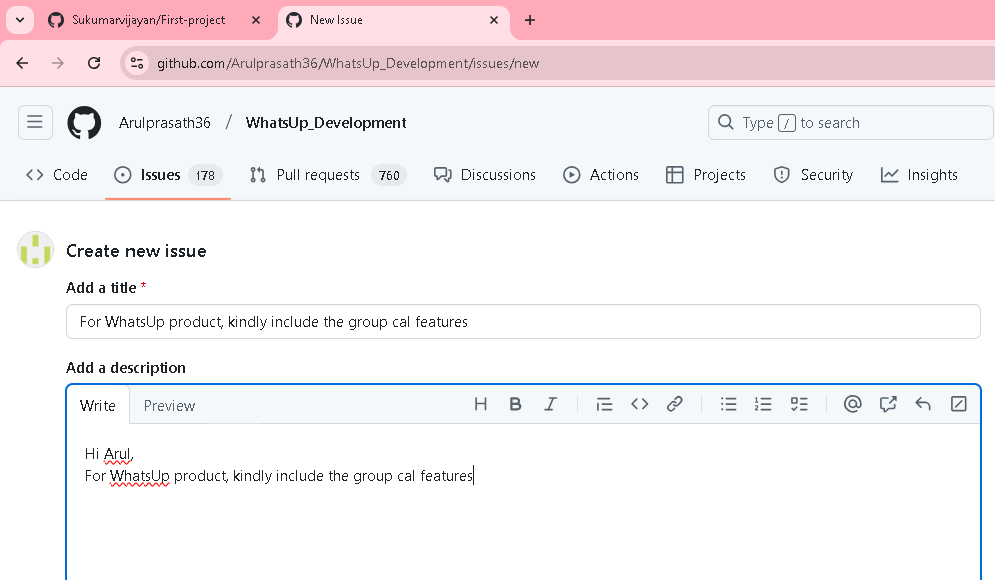 Sukumarvijayan/First-project
New Issue
github.com/Arulprasath36/WhatsUp_Development/issues/new
Arulprasath36 / WhatsUp_Development
Type / to search
Code
Issues 178
Pull requests 760
Discussions
Actions
Projects
Security
Insights
Create new issue
Add a title *
For WhatsUp product, kindly include the group cal features
Add a description
Write
Preview
H B I
Hi Arul,
For WhatsUp product, kindly include the group cal features